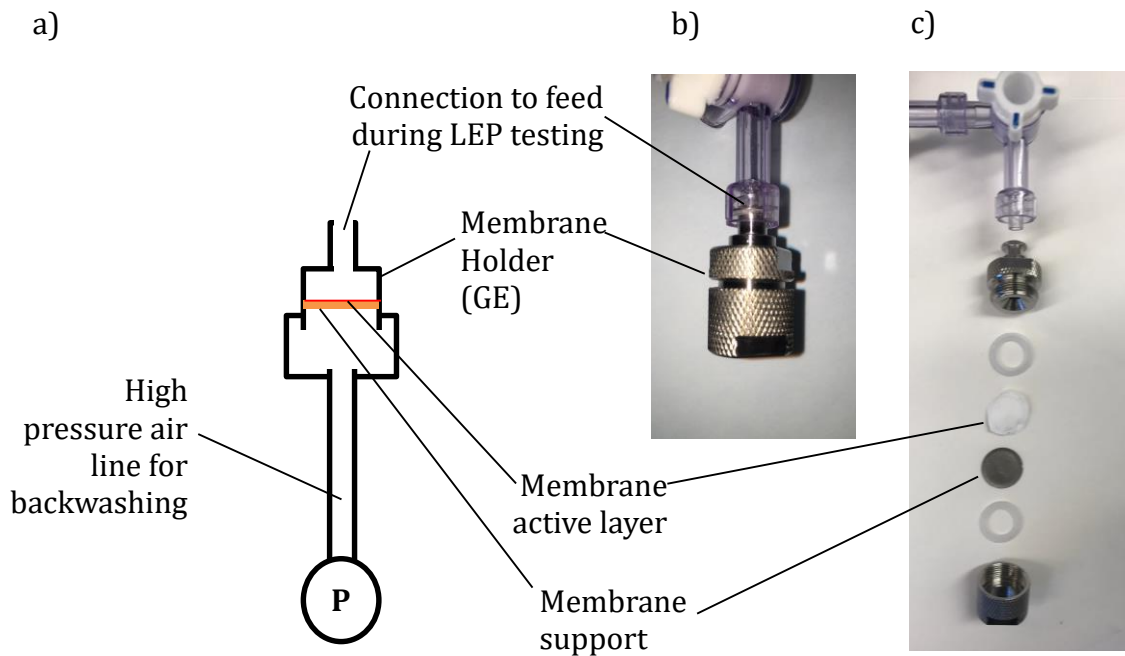 a)
b)
c)
Connection to feed
during LEP testing
Membrane
Holder
(GE)
High
pressure air
line for
backwashing
Membrane
active layer
P
Membrane
support